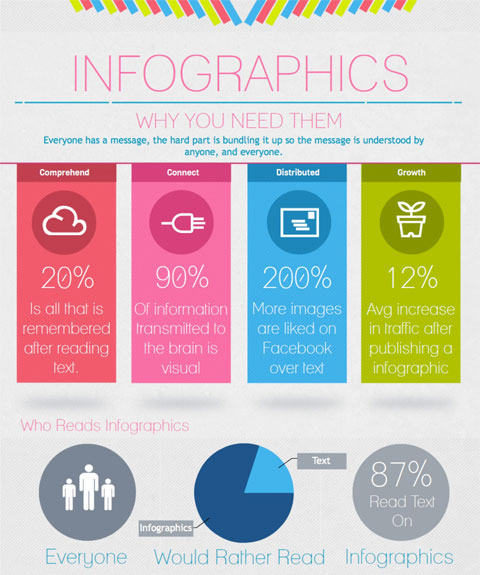 INFOGRAPHICS
WHY YOU NEED THEM
Everyone has a message, the hard part is bundling it up so the message is understood by
anyone, and everyone.
Comprehend
20%
Is all that is
remembered
after reading
text.
Connect
90%
Of information
transmitted to
the brain is
visual
Distributed
200%
More images
are liked on
Facebook
over text
Growth
12%
Avg increase
in traffic after
publishing a
infographic
Who Reads Infographics
Everyone
Text
Infographics
Would Rather Read
87%
Read Text
On
Infographics